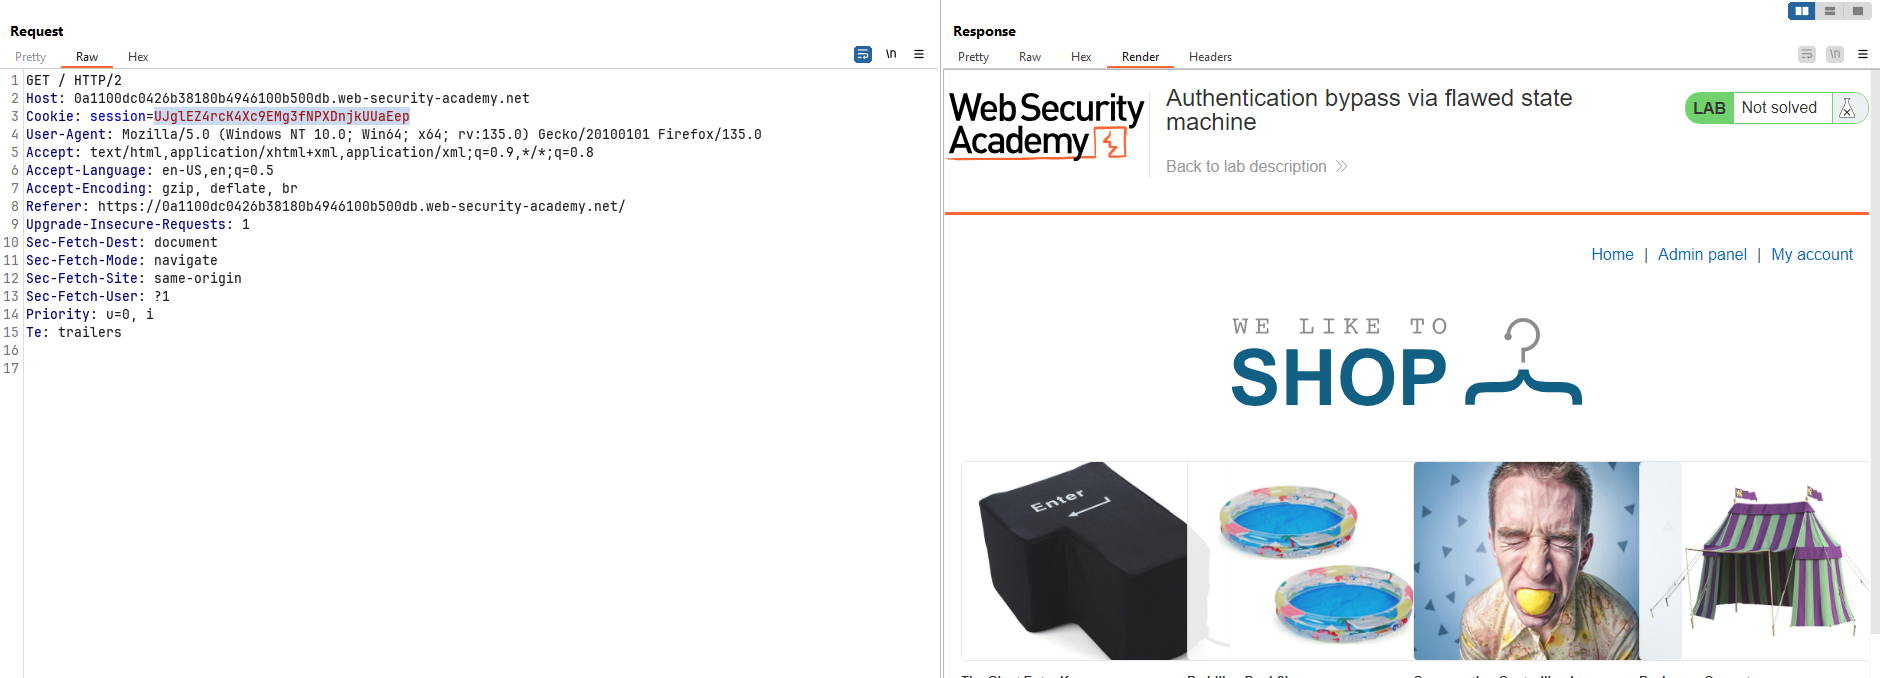 Request
Pretty Raw Hex \n
1 GET / HTTP/2
2 Host: 0a1100dc0426b38180b4946100b500db.web-security-academy.net
3 Cookie: session=UJglEZ4rcK4Xc9EMg3fNPXDnjkUUaEep
4 User-Agent: Mozilla/5.0 (Windows NT 10.0; Win64; x64; rv:135.0) Gecko/20100101 Firefox/135.0
5 Accept: text/html,application/xhtml+xml,application/xml;q=0.9,*/*;q=0.8
6 Accept-Language: en-US,en;q=0.5
7 Accept-Encoding: gzip, deflate, br
8 Referer: https://0a1100dc0426b38180b4946100b500db.web-security-academy.net/
9 Upgrade-Insecure-Requests: 1
10 Sec-Fetch-Dest: document
11 Sec-Fetch-Mode: navigate
12 Sec-Fetch-Site: same-origin
13 Sec-Fetch-User: ?1
14 Priority: u=0, i
15 Te: trailers
16
17
Response
Pretty Raw Hex Render Headers \n
Web Security
Academy
Authentication bypass via flawed state
machine
Back to lab description
LAB Not solved
Home | Admin panel | My account
WE LIKE TO
SHOP
Enter